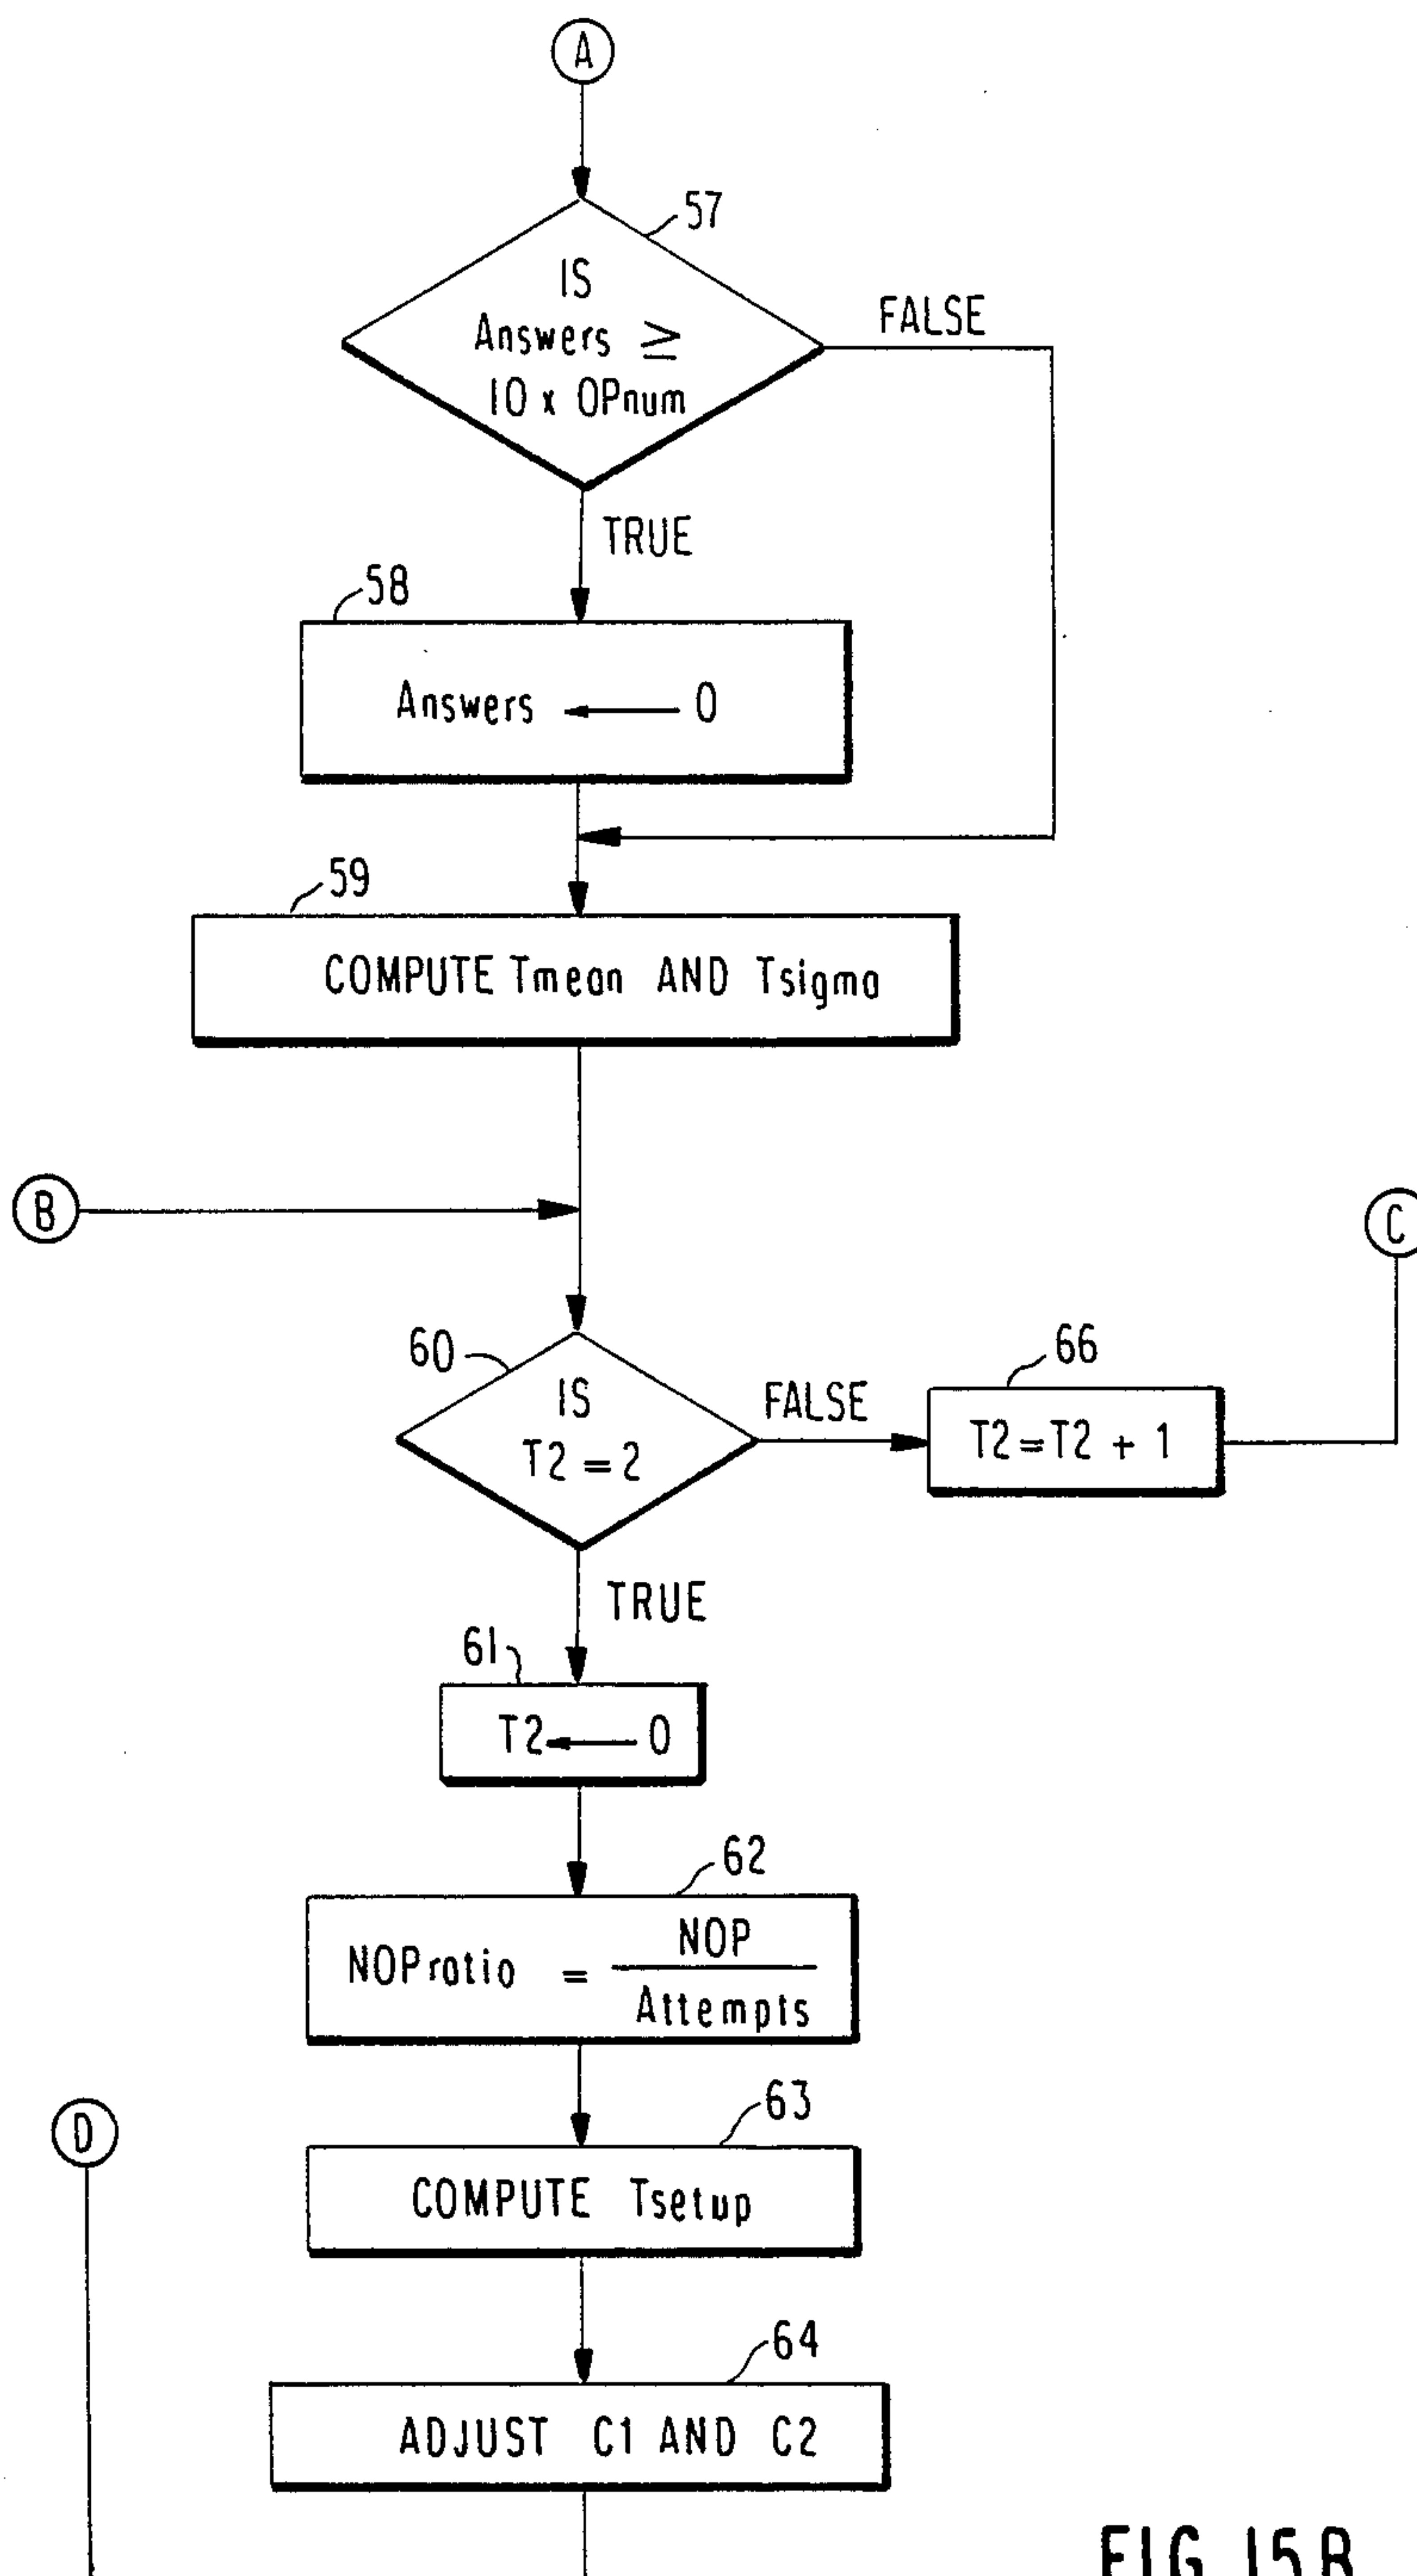 A
57
IS
Answers ≥
10 x OPnum
FALSE
TRUE
58
Answers ← 0
59
COMPUTE Tmean AND Tsigma
B
C
60
IS
T2 = 2
FALSE
66
T2 = T2 + 1
TRUE
61
T2 ← 0
62
NOPratio = NOP
Attempts
63
D
COMPUTE Tsetup
64
ADJUST C1 AND C2
FIG. 15B